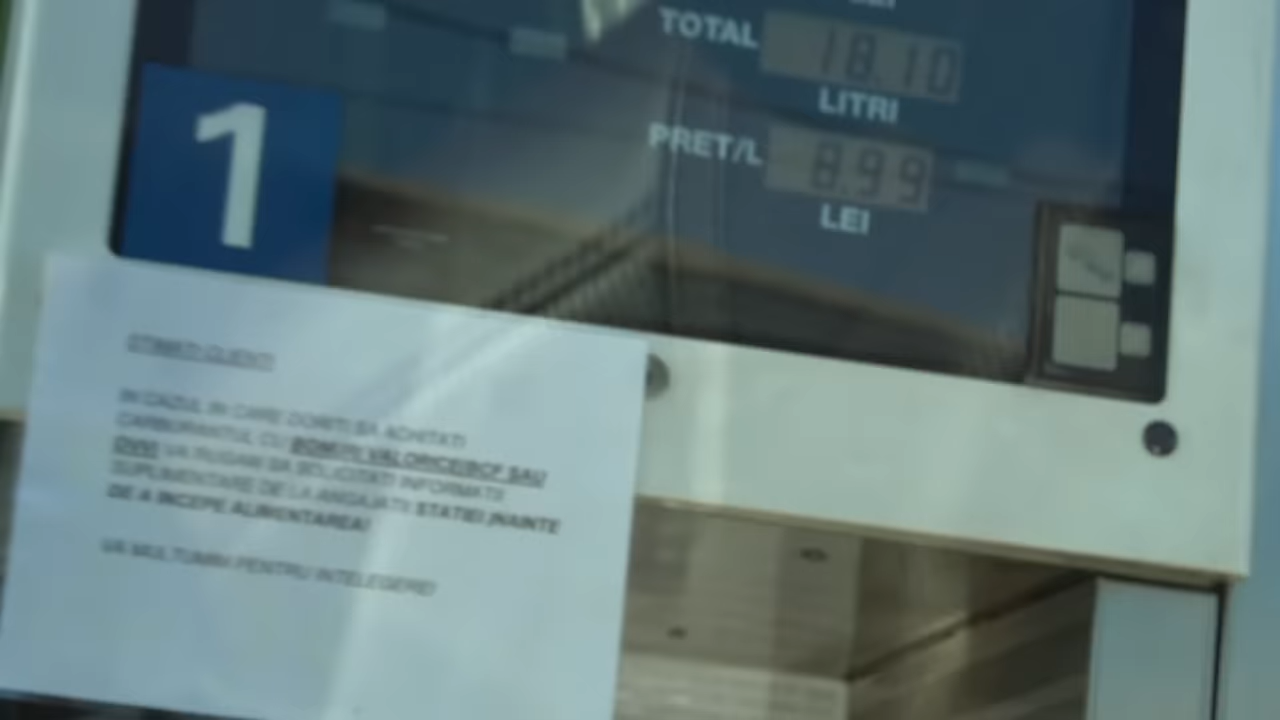 LEI
TOTAL 18.10
LITRI
PRET/L 8.99
LEI
1
STIMATI CLIENTI
IN CAZUL IN CARE DORITI SA ACHITATI
CARBURANTUL CU BONURI VALORICE/BCF SAU
VA RUGAM SA SOLICITATI INFORMATII
SUPLIMENTARE DE LA ANGAJATII STATIEI INAINTE
DE A INCEPE ALIMENTAREA!
VA MULTUMIM PENTRU INTELEGERE!